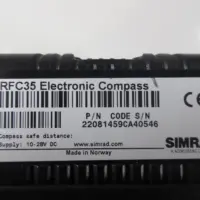 RFC35 Electronic Compass
P/N CODE S/N
22081459CA40546
Compass safe distance:
Supply: 10-28V DC
SIMRAD
www.simrad.com
Made in Norway